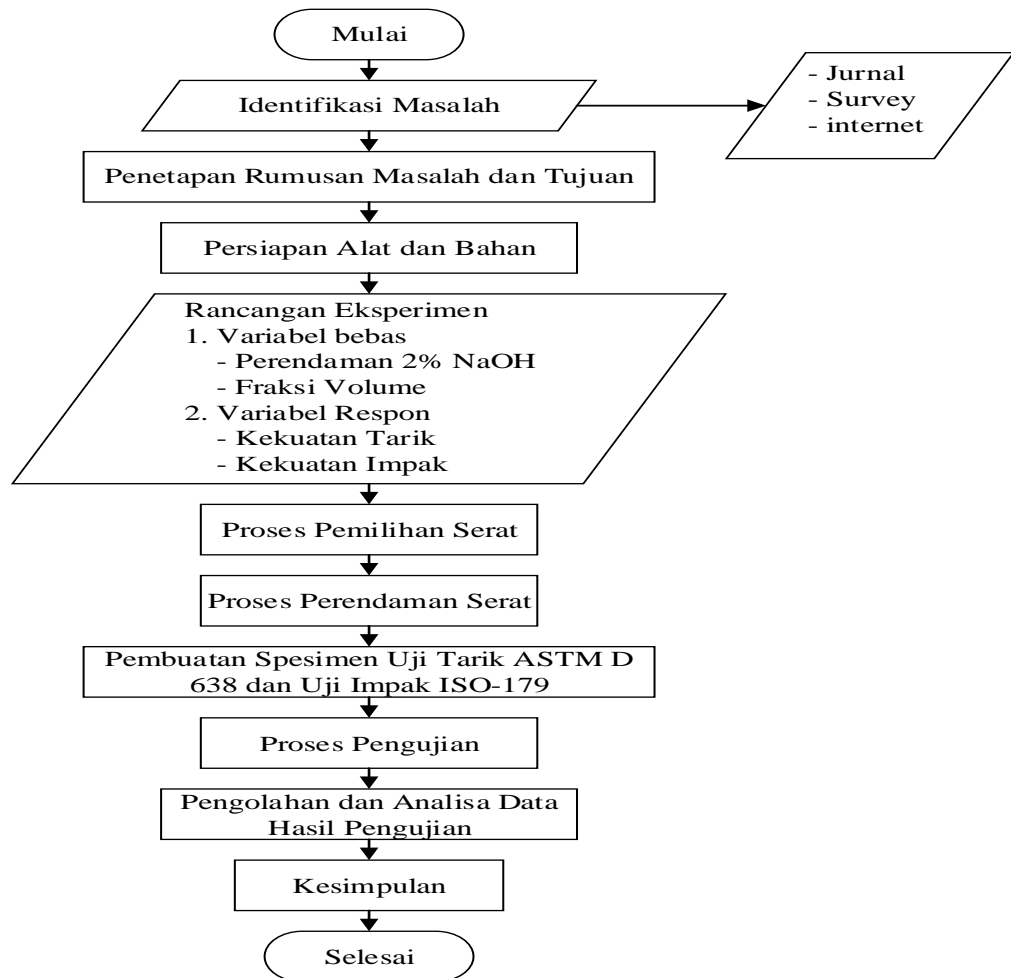 Mulai
Identifikasi Masalah
- Jurnal
- Survey
- internet
Penetapan Rumusan Masalah dan Tujuan
Persiapan Alat dan Bahan
Rancangan Eksperimen
1. Variabel bebas
- Perendaman 2% NaOH
- Fraksi Volume
2. Variabel Respon
- Kekuatan Tarik
- Kekuatan Impak
Proses Pemilihan Serat
Proses Perendaman Serat
Pembuatan Spesimen Uji Tarik ASTM D
638 dan Uji Impak ISO-179
Proses Pengujian
Pengolahan dan Analisa Data
Hasil Pengujian
Kesimpulan
Selesai